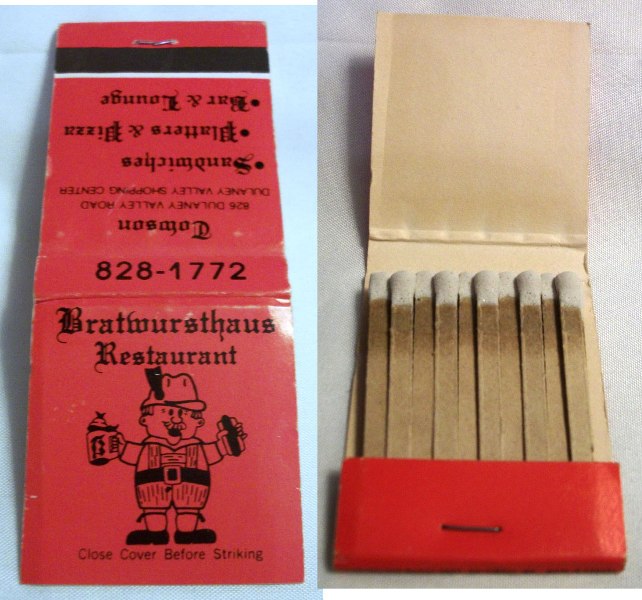 Bratwursthaus
Restaurant
B
Close Cover Before Striking
828-1772
Towson
826 DULANEY VALLEY ROAD
DULANEY VALLEY SHOPPING CENTER
•Sandwiches
•Platters & Pizza
•Bar & Lounge